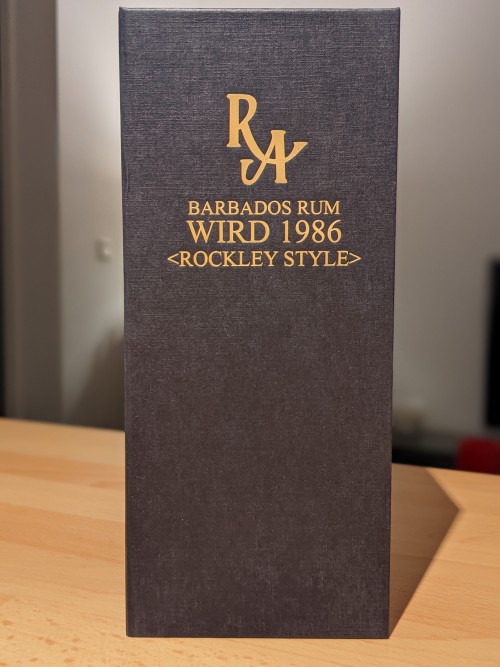 RA
BARBADOS RUM
WIRD 1986
<ROCKLEY STYLE>